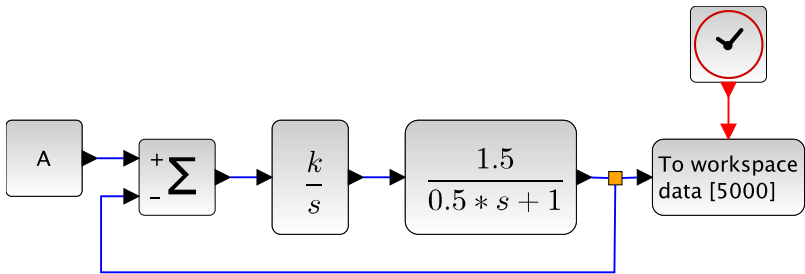 A
+
−
Σ
k
s
1.5
0.5 * s + 1
To workspace
data [5000]